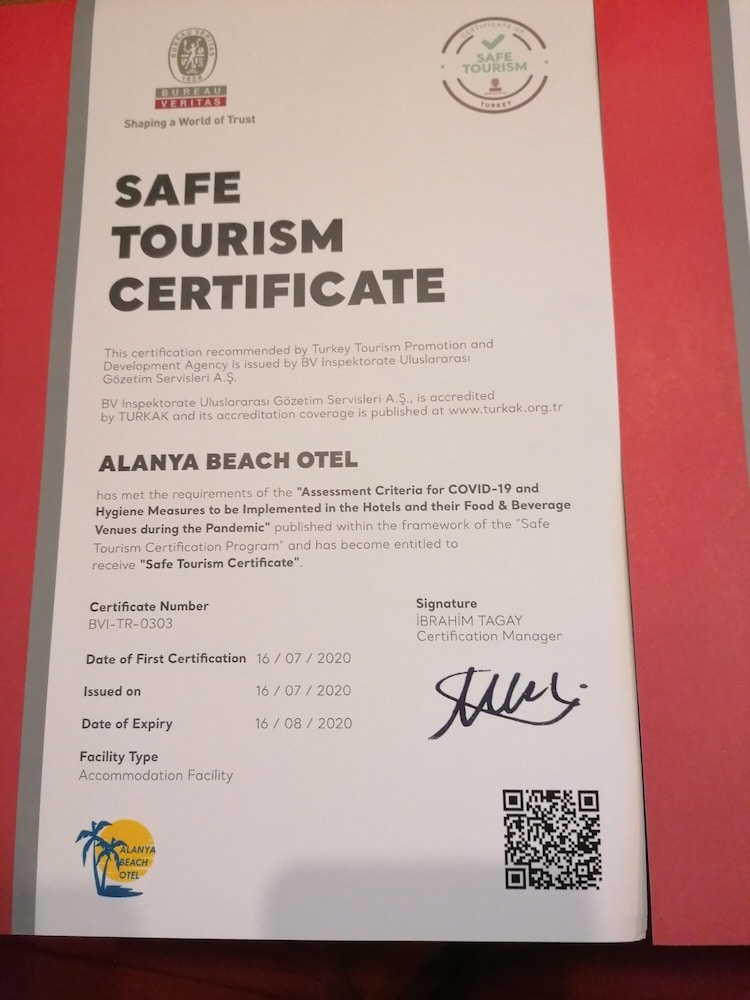 BUREAU VERITAS
1828
BUREAU
VERITAS
Shaping a World of Trust
CERTIFICATE OF
SAFE
TOURISM
TURKEY
SAFE
TOURISM
CERTIFICATE
This certification recommended by Turkey Tourism Promotion and
Development Agency is issued by BV Inspektorate Uluslararası
Gözetim Servisleri A.Ş.
BV Inspektorate Uluslararası Gözetim Servisleri A.Ş., is accredited
by TURKAK and its accreditation coverage is published at www.turkak.org.tr
ALANYA BEACH OTEL
has met the requirements of the "Assessment Criteria for COVID-19 and
Hygiene Measures to be Implemented in the Hotels and their Food & Beverage
Venues during the Pandemic" published within the framework of the "Safe
Tourism Certification Program" and has become entitled to
receive "Safe Tourism Certificate".
Certificate Number
BVI-TR-0303
Signature
İBRAHİM TAGAY
Certification Manager
Date of First Certification 16 / 07 / 2020
Issued on 16 / 07 / 2020
Date of Expiry 16 / 08 / 2020
Facility Type
Accommodation Facility
ALANYA
BEACH
OTEL